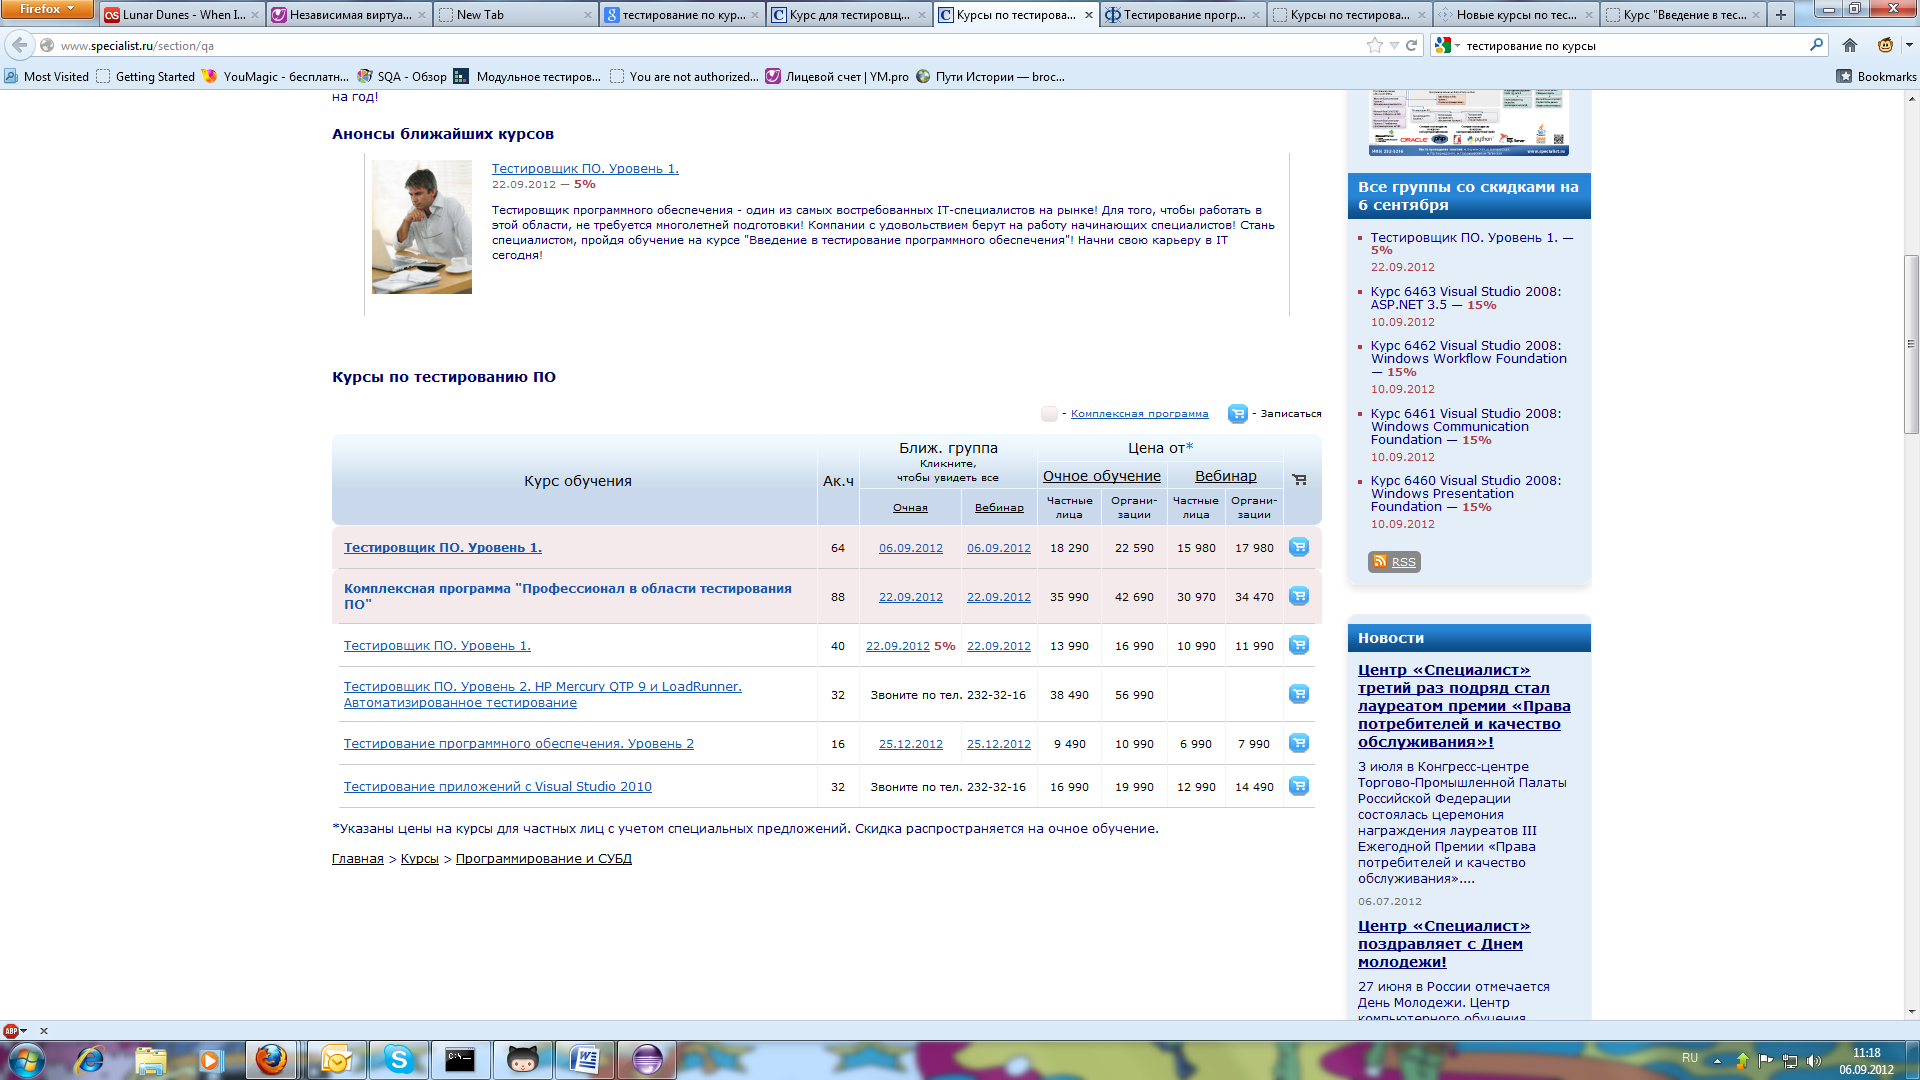 Firefox
Lunar Dunes - When I...
Независимая виртуа...
New Tab
тестирование по кур...
Курс для тестировщ...
Курсы по тестирова...
Тестирование прогр...
Курсы по тестирова...
Новые курсы по тес...
Курс "Введение в тес...
www.specialist.ru/section/qa
тестирование по курсы
Most Visited
Getting Started
YouMagic - бесплатн...
SQA - Обзор
Модульное тестиров...
You are not authorized...
Лицевой счет | YM.pro
Пути Истории — broc...
Bookmarks
на год!
Анонсы ближайших курсов
Тестировщик ПО. Уровень 1.
22.09.2012 — 5%
Тестировщик программного обеспечения - один из самых востребованных IT-специалистов на рынке! Для того, чтобы работать в
этой области, не требуется многолетней подготовки! Компании с удовольствием берут на работу начинающих специалистов! Стань
специалистом, пройдя обучение на курсе "Введение в тестирование программного обеспечения"! Начни свою карьеру в IT
сегодня!
Курсы по тестированию ПО
- Комплексная программа
- Записаться
Курс обучения
Ак.ч
Ближ. группа
Кликните,
чтобы увидеть все
Очная
Вебинар
Цена от*
Очное обучение
Вебинар
Частные
лица
Органи-
зации
Частные
лица
Органи-
зации
Тестировщик ПО. Уровень 1. 64 06.09.2012 06.09.2012 18 290 22 590 15 980 17 980
Комплексная программа "Профессионал в области тестирования
ПО" 88 22.09.2012 22.09.2012 35 990 42 690 30 970 34 470
Тестировщик ПО. Уровень 1. 40 22.09.2012 5% 22.09.2012 13 990 16 990 10 990 11 990
Тестировщик ПО. Уровень 2. HP Mercury QTP 9 и LoadRunner.
Автоматизированное тестирование 32 Звоните по тел. 232-32-16 38 490 56 990
Тестирование программного обеспечения. Уровень 2 16 25.12.2012 25.12.2012 9 490 10 990 6 990 7 990
Тестирование приложений с Visual Studio 2010 32 Звоните по тел. 232-32-16 16 990 19 990 12 990 14 490
*Указаны цены на курсы для частных лиц с учетом специальных предложений. Скидка распространяется на очное обучение.
Главная > Курсы > Программирование и СУБД
ORACLE
php
python
www.specialist.ru
Все группы со скидками на
6 сентября
Тестировщик ПО. Уровень 1. —
5%
22.09.2012
Курс 6463 Visual Studio 2008:
ASP.NET 3.5 — 15%
10.09.2012
Курс 6462 Visual Studio 2008:
Windows Workflow Foundation
— 15%
10.09.2012
Курс 6461 Visual Studio 2008:
Windows Communication
Foundation — 15%
10.09.2012
Курс 6460 Visual Studio 2008:
Windows Presentation
Foundation — 15%
10.09.2012
RSS
Новости
Центр «Специалист»
третий раз подряд стал
лауреатом премии «Права
потребителей и качество
обслуживания»!
3 июля в Конгресс-центре
Торгово-Промышленной Палаты
Российской Федерации
состоялась церемония
награждения лауреатов III
Ежегодной Премии «Права
потребителей и качество
обслуживания»....
06.07.2012
Центр «Специалист»
поздравляет с Днем
молодежи!
27 июня в России отмечается
День Молодежи. Центр
компьютерного обучения
ABP
RU
11:18
06.09.2012